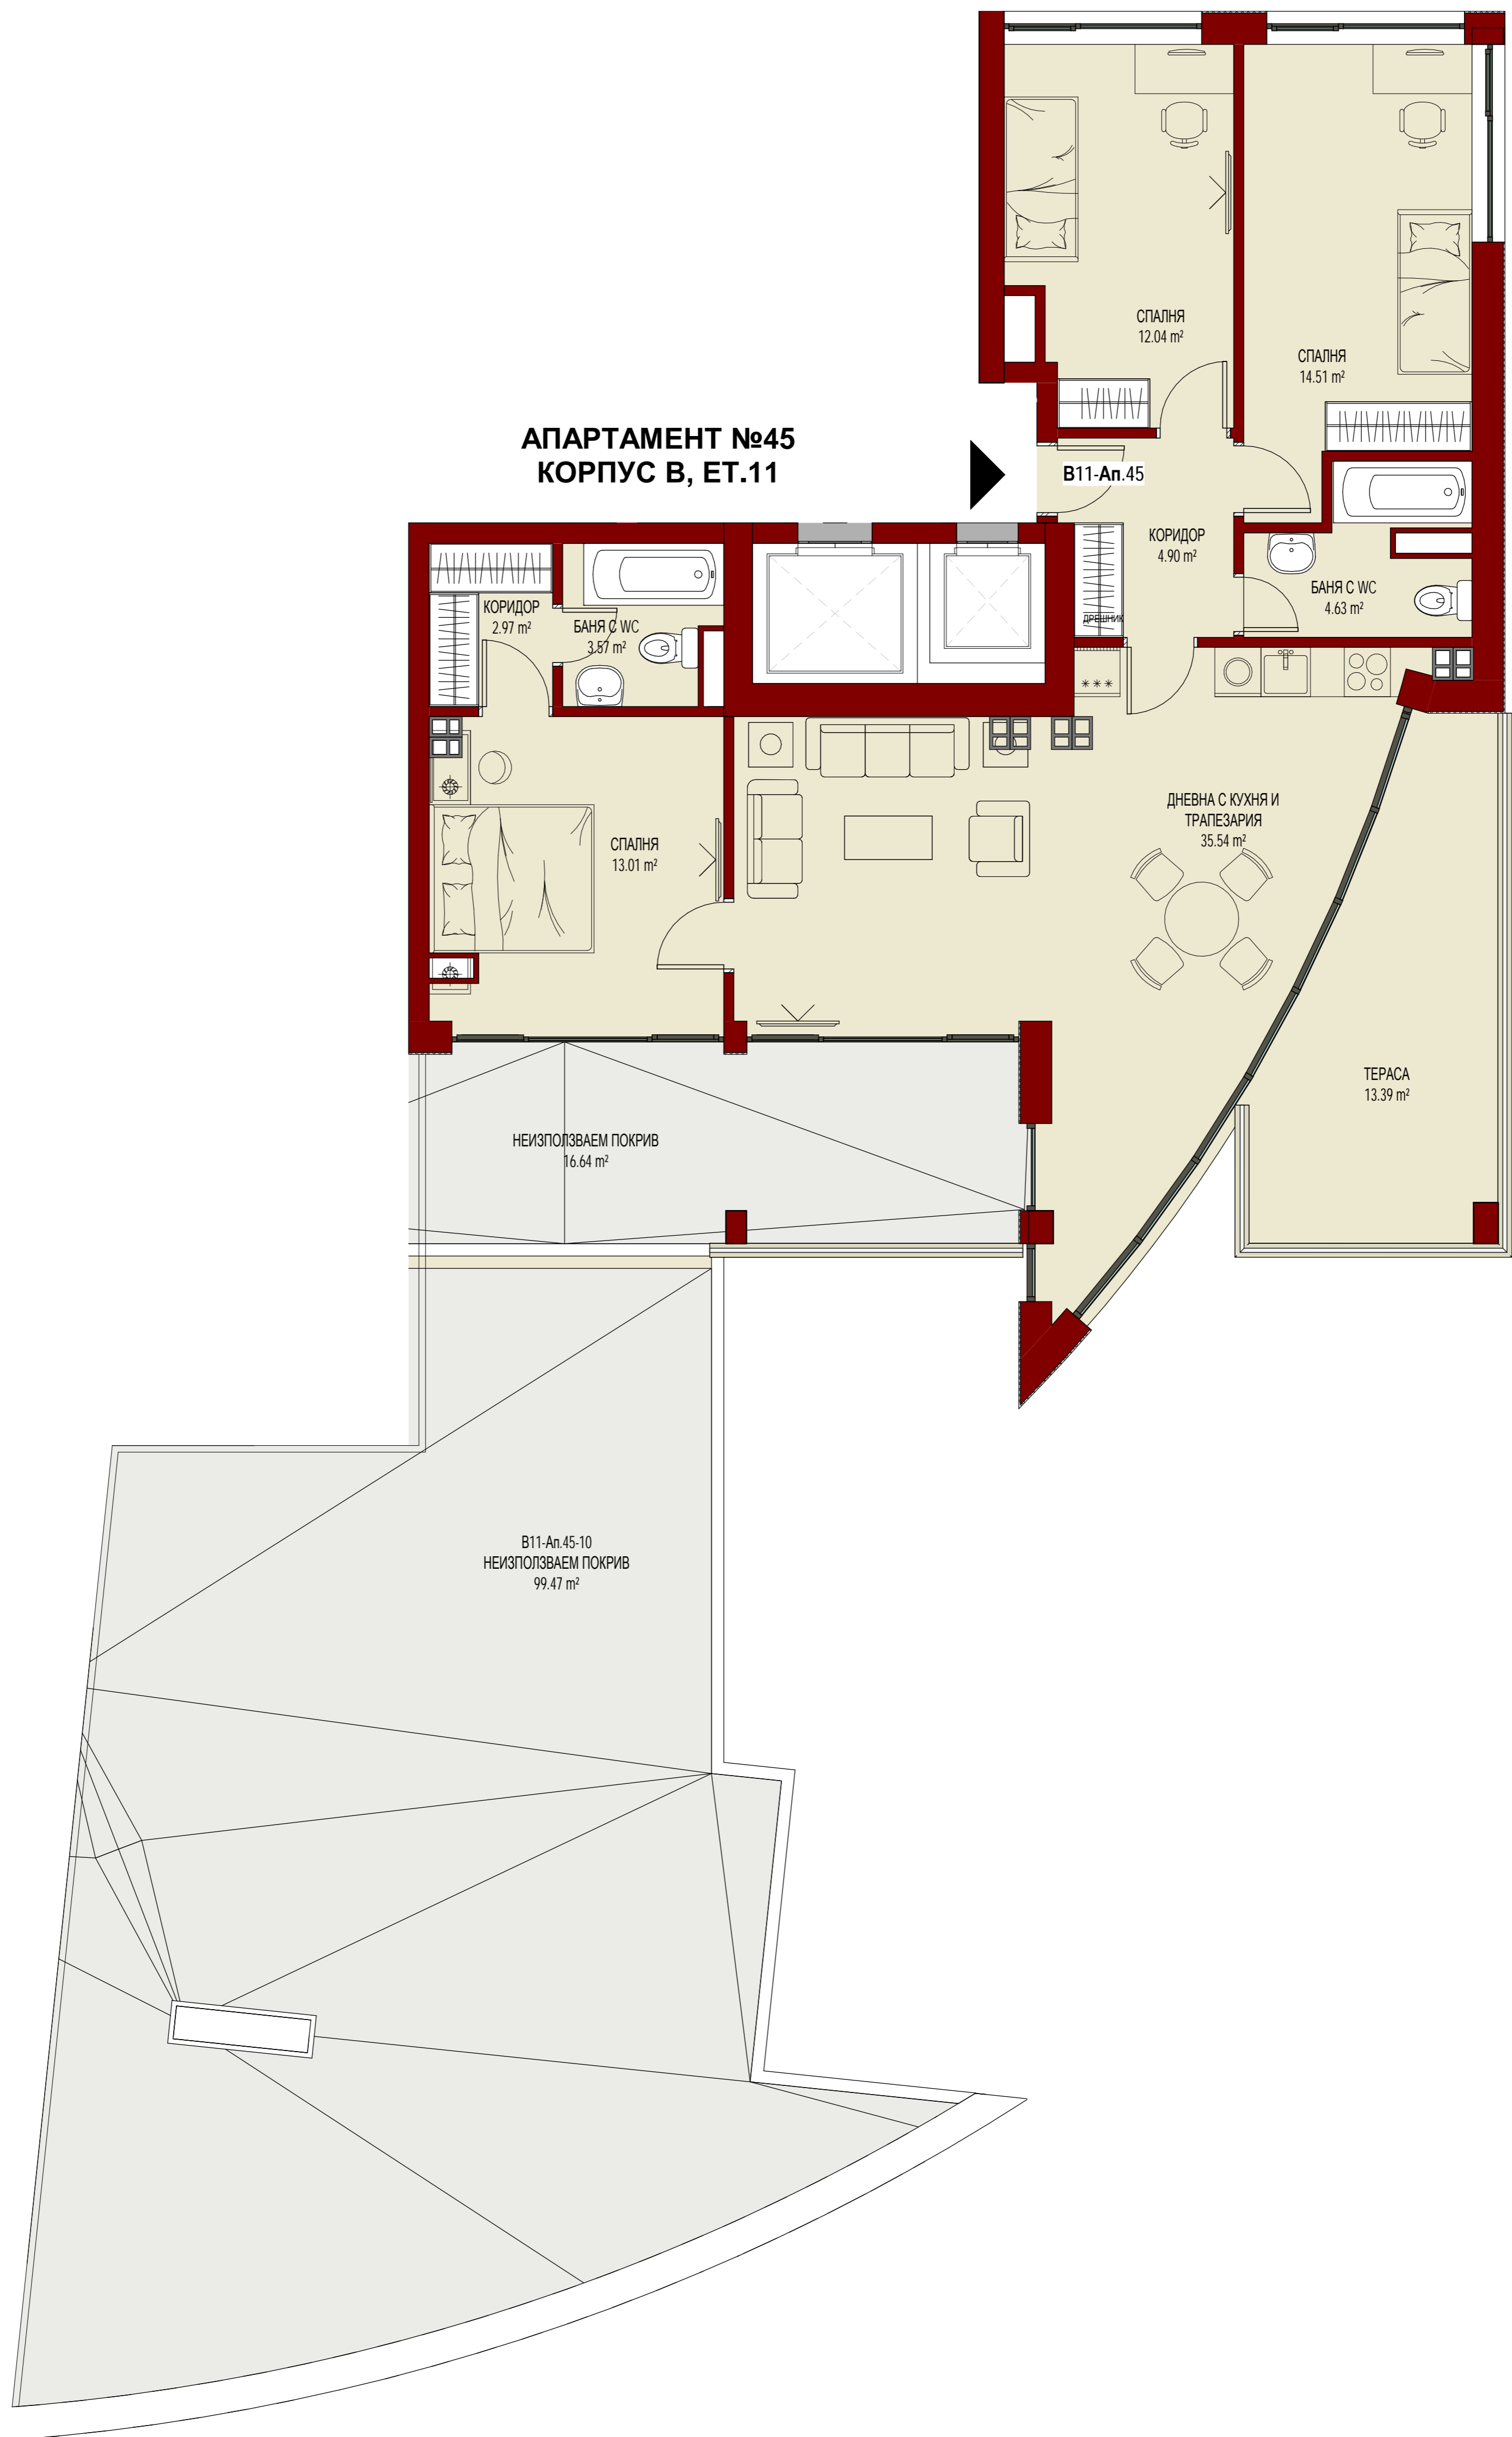 СПАЛНЯ
12.04 m²
СПАЛНЯ
14.51 m²
АПАРТАМЕНТ №45
КОРПУС В, ЕТ.11
В11-Ап.45
КОРИДОР
4.90 m²
БАНЯ С WC
4.63 m²
ДРЕШНИК
КОРИДОР
2.97 m²
БАНЯ С WC
3.57 m²
***
СПАЛНЯ
13.01 m²
ДНЕВНА С КУХНЯ И
ТРАПЕЗАРИЯ
35.54 m²
ТЕРАСА
13.39 m²
НЕИЗПОЛЗВАЕМ ПОКРИВ
16.64 m²
В11-Ап.45-10
НЕИЗПОЛЗВАЕМ ПОКРИВ
99.47 m²